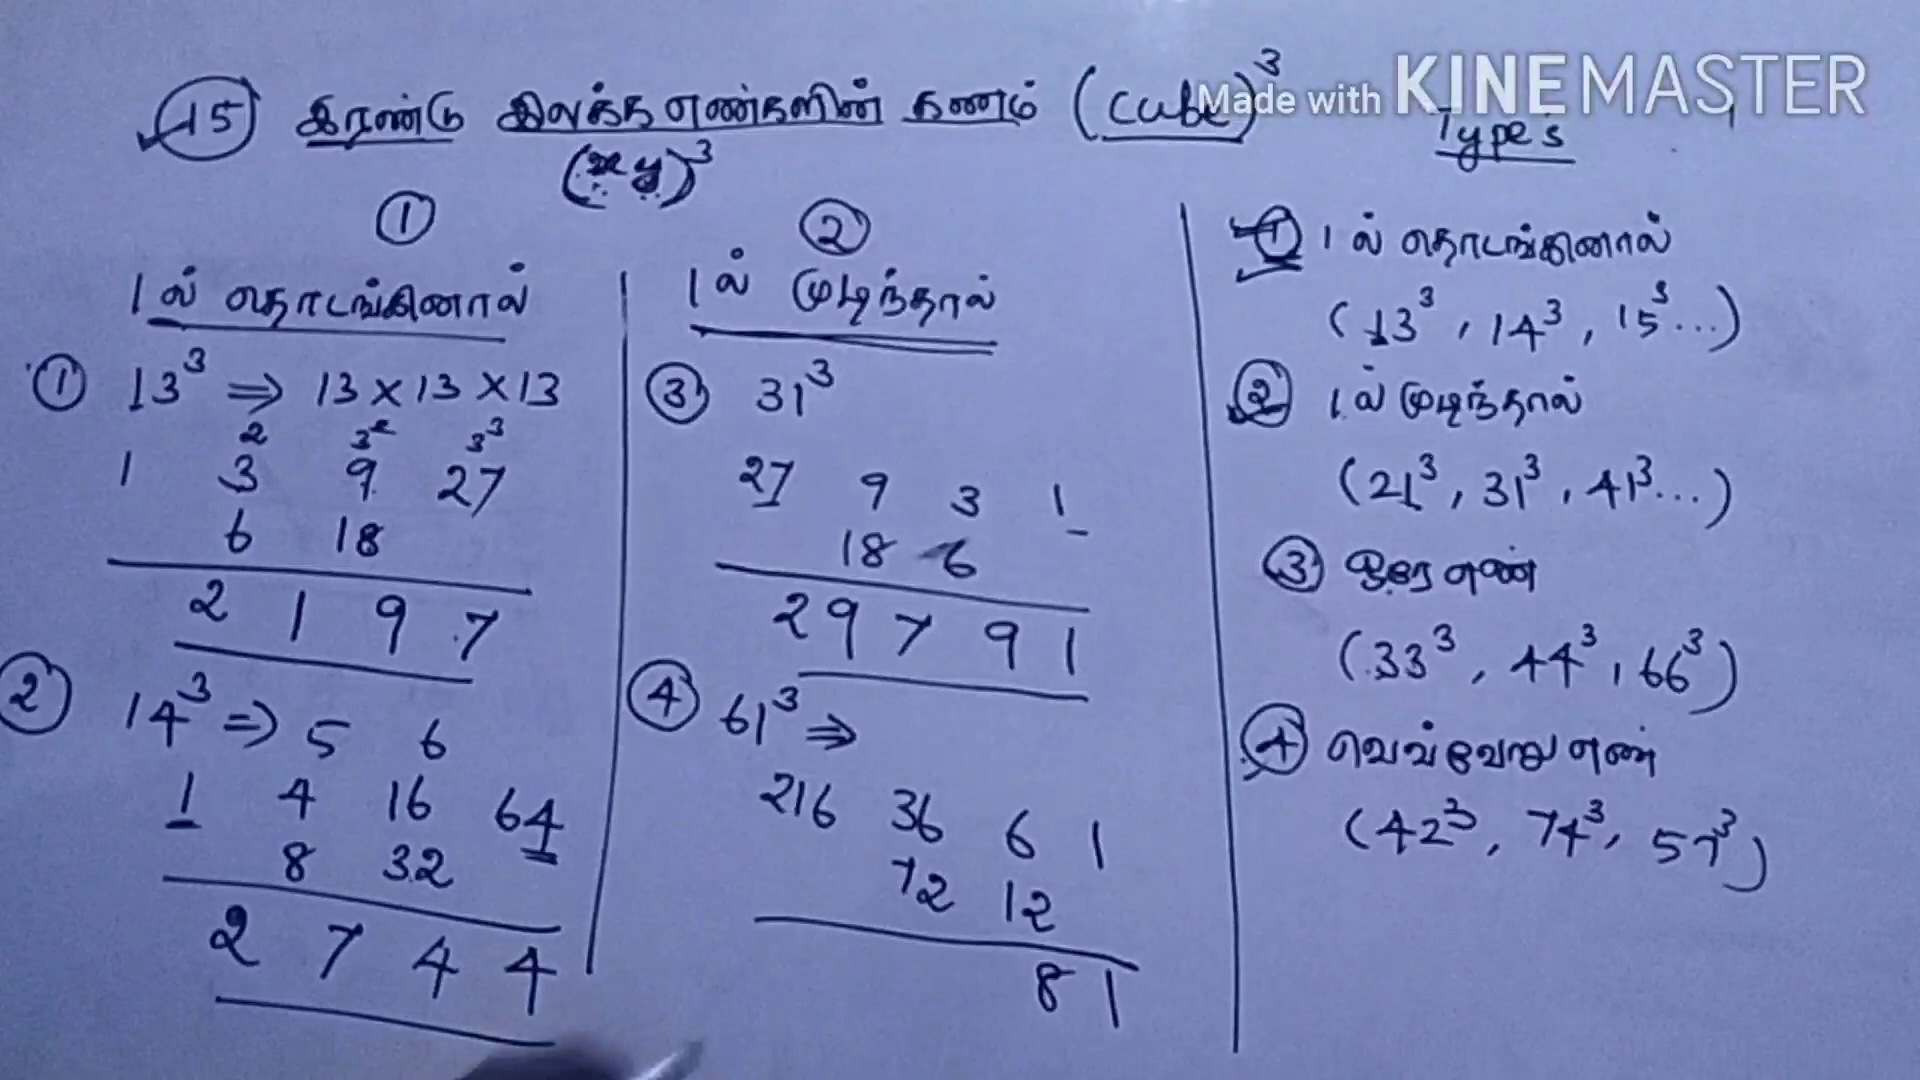 15 இரண்டு இலக்க எண்களின் கணம் (cube)³
(xy)³
Made with KINEMASTER
①
1ல் தொடங்கினால்
① 13³ ⇒ 13 × 13 × 13
2 3² 3³
1 3 9 27
6 18
2 1 9 7
② 14³ ⇒ 5 6
1 4 16 64
8 32
2 7 4 4
②
1ல் முடிந்தால்
③ 31³
27 9 3 1
18 6
29 7 9 1
④ 61³ ⇒
216 36 6 1
72 12
8 1
Types
① 1ல் தொடங்கினால்
(13³, 14³, 15³...)
② 1ல் முடிந்தால்
(21³, 31³, 41³...)
③ ஒரே எண்
(33³, 44³, 66³)
④ வெவ்வேறு எண்
(42³, 74³, 57³)